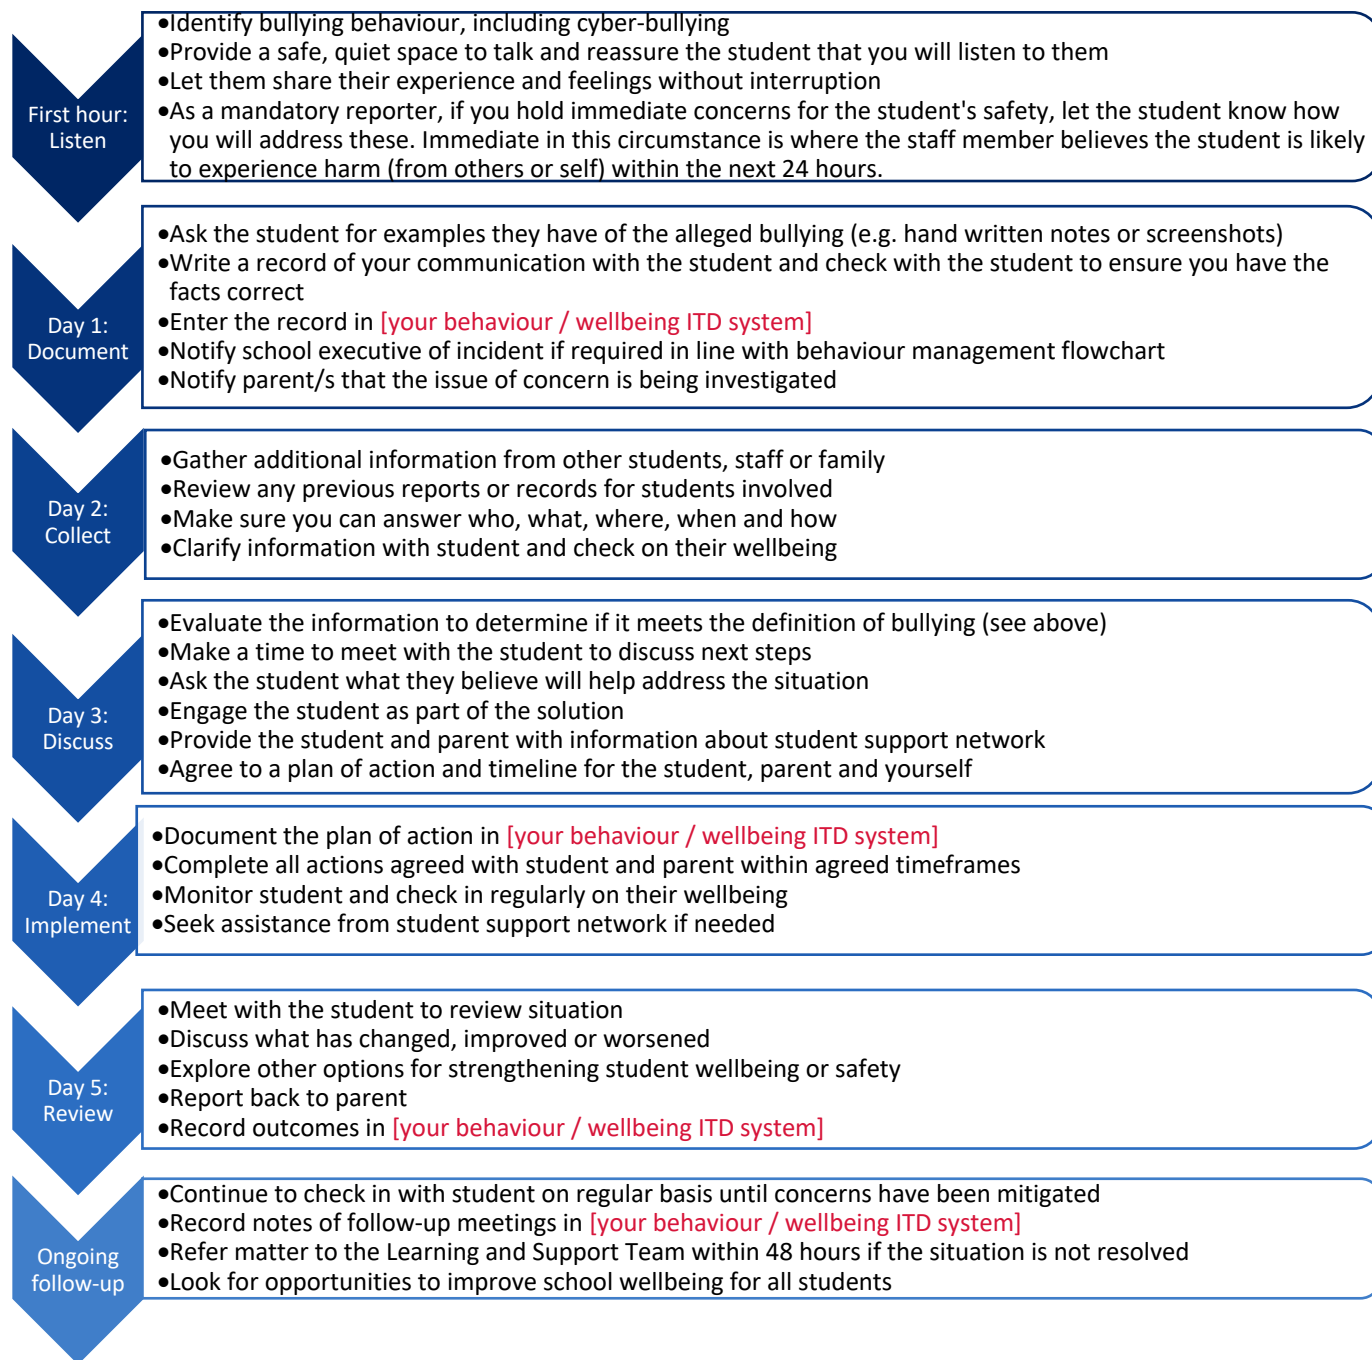 First hour:
Listen
•Identify bullying behaviour, including cyber-bullying
•Provide a safe, quiet space to talk and reassure the student that you will listen to them
•Let them share their experience and feelings without interruption
•As a mandatory reporter, if you hold immediate concerns for the student's safety, let the student know how
you will address these. Immediate in this circumstance is where the staff member believes the student is likely
to experience harm (from others or self) within the next 24 hours.
Day 1:
Document
•Ask the student for examples they have of the alleged bullying (e.g. hand written notes or screenshots)
•Write a record of your communication with the student and check with the student to ensure you have the
facts correct
•Enter the record in [your behaviour / wellbeing ITD system]
•Notify school executive of incident if required in line with behaviour management flowchart
•Notify parent/s that the issue of concern is being investigated
Day 2:
Collect
•Gather additional information from other students, staff or family
•Review any previous reports or records for students involved
•Make sure you can answer who, what, where, when and how
•Clarify information with student and check on their wellbeing
Day 3:
Discuss
•Evaluate the information to determine if it meets the definition of bullying (see above)
•Make a time to meet with the student to discuss next steps
•Ask the student what they believe will help address the situation
•Engage the student as part of the solution
•Provide the student and parent with information about student support network
•Agree to a plan of action and timeline for the student, parent and yourself
Day 4:
Implement
•Document the plan of action in [your behaviour / wellbeing ITD system]
•Complete all actions agreed with student and parent within agreed timeframes
•Monitor student and check in regularly on their wellbeing
•Seek assistance from student support network if needed
Day 5:
Review
•Meet with the student to review situation
•Discuss what has changed, improved or worsened
•Explore other options for strengthening student wellbeing or safety
•Report back to parent
•Record outcomes in [your behaviour / wellbeing ITD system]
Ongoing
follow-up
•Continue to check in with student on regular basis until concerns have been mitigated
•Record notes of follow-up meetings in [your behaviour / wellbeing ITD system]
•Refer matter to the Learning and Support Team within 48 hours if the situation is not resolved
•Look for opportunities to improve school wellbeing for all students